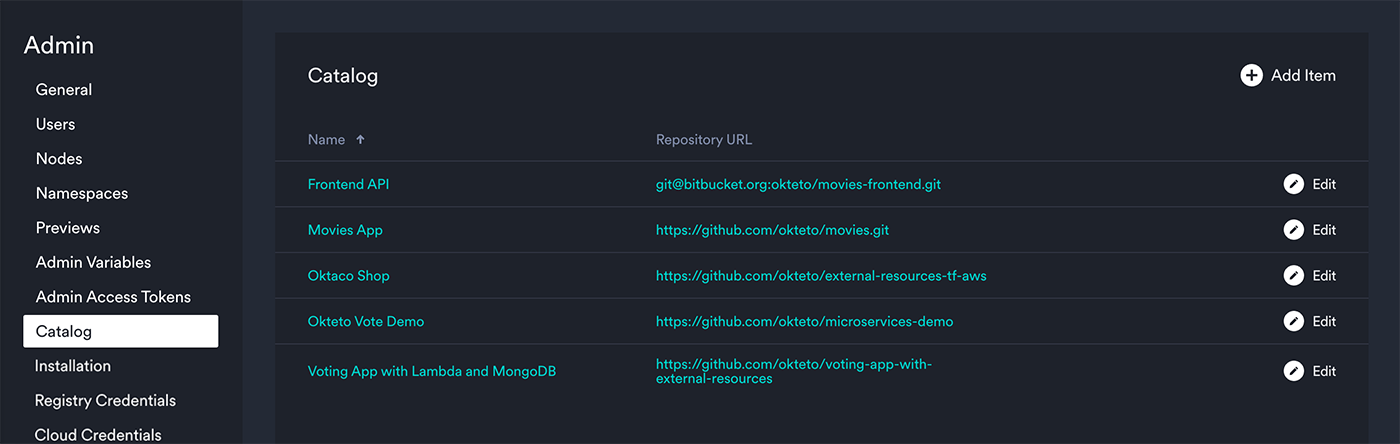 Admin
General
Users
Nodes
Namespaces
Previews
Admin Variables
Admin Access Tokens
Catalog
Installation
Registry Credentials
Cloud Credentials
Catalog
Add Item
Name
Repository URL
Frontend API
git@bitbucket.org:okteto/movies-frontend.git
Edit
Movies App
https://github.com/okteto/movies.git
Edit
Oktaco Shop
https://github.com/okteto/external-resources-tf-aws
Edit
Okteto Vote Demo
https://github.com/okteto/microservices-demo
Edit
Voting App with Lambda and MongoDB
https://github.com/okteto/voting-app-with-
external-resources
Edit